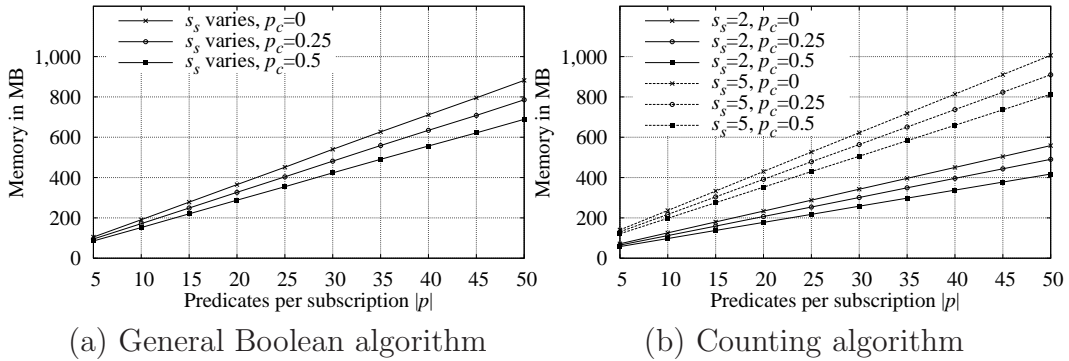 s_s varies, p_c=0
s_s varies, p_c=0.25
s_s varies, p_c=0.5
1,000
800
600
400
200
0
Memory in MB
5 10 15 20 25 30 35 40 45 50
Predicates per subscription |p|
(a) General Boolean algorithm
s_s=2, p_c=0
s_s=2, p_c=0.25
s_s=2, p_c=0.5
s_s=5, p_c=0
s_s=5, p_c=0.25
s_s=5, p_c=0.5
1,000
800
600
400
200
0
Memory in MB
5 10 15 20 25 30 35 40 45 50
Predicates per subscription |p|
(b) Counting algorithm